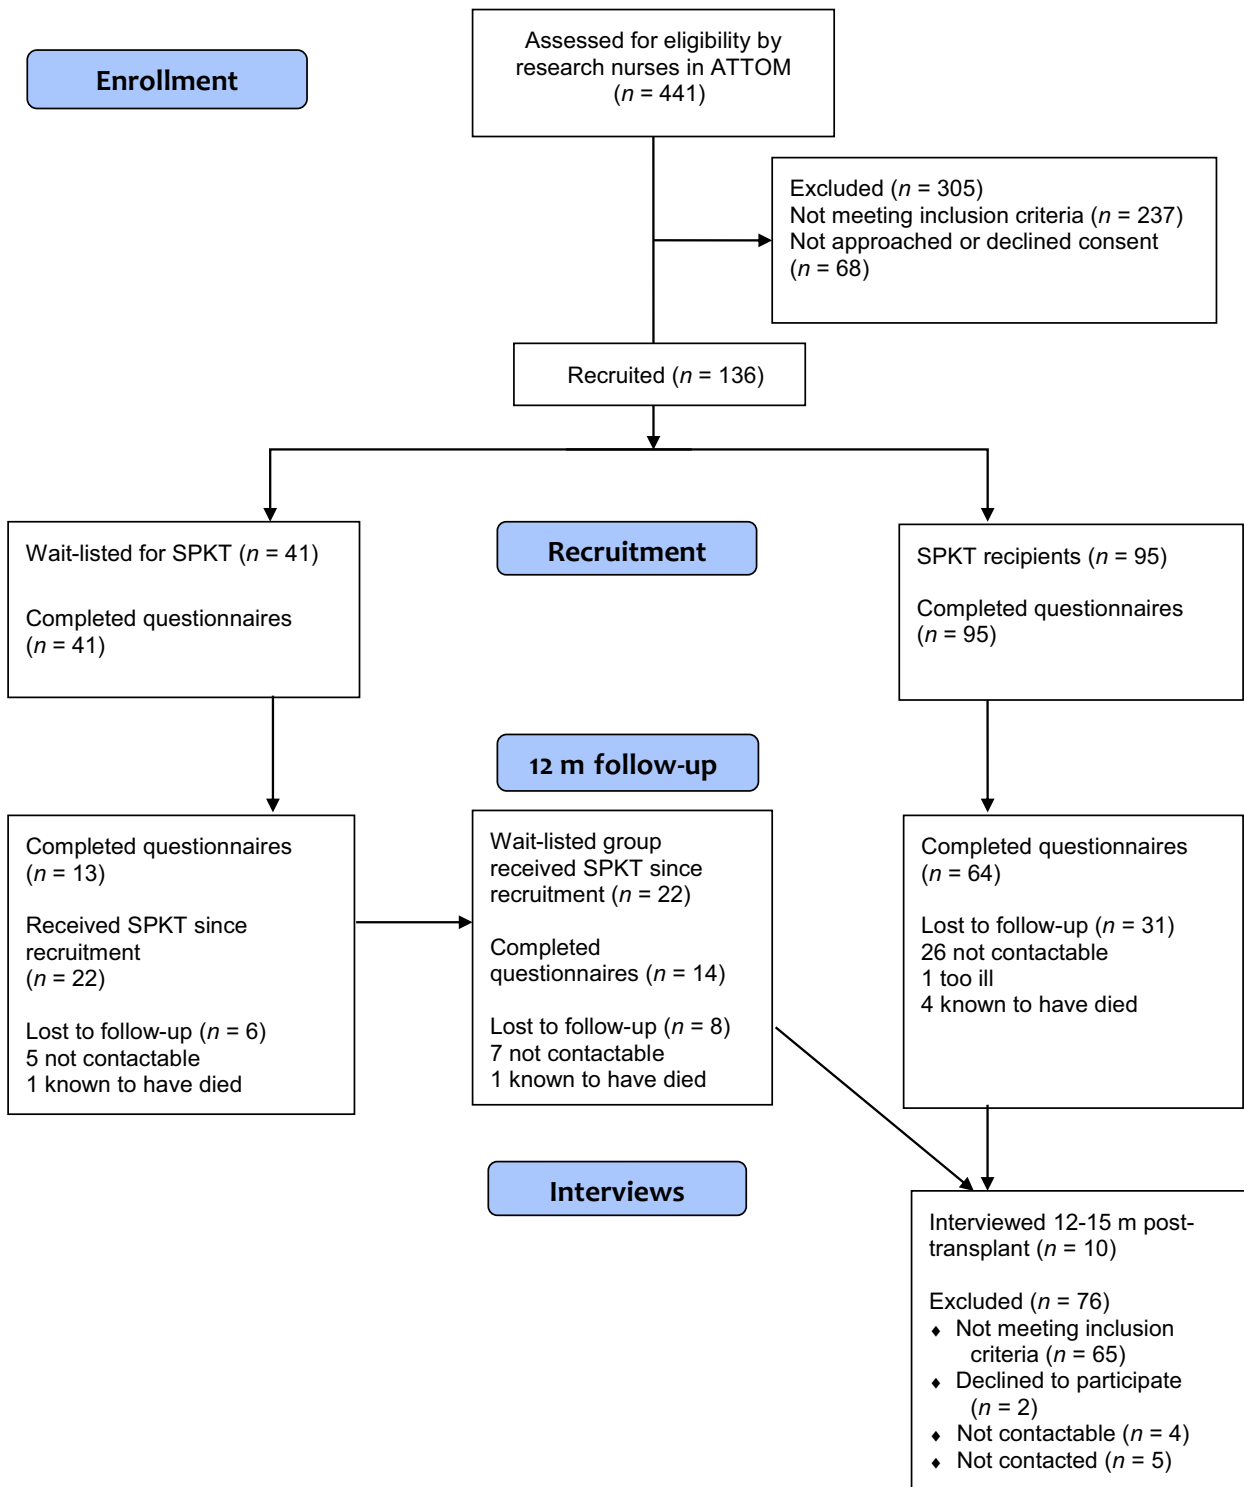 Enrollment
Assessed for eligibility by
research nurses in ATTOM
(n = 441)
Excluded (n = 305)
Not meeting inclusion criteria (n = 237)
Not approached or declined consent
(n = 68)
Recruited (n = 136)
Wait-listed for SPKT (n = 41)
Completed questionnaires
(n = 41)
Recruitment
SPKT recipients (n = 95)
Completed questionnaires
(n = 95)
12 m follow-up
Completed questionnaires
(n = 13)
Received SPKT since
recruitment
(n = 22)
Lost to follow-up (n = 6)
5 not contactable
1 known to have died
Wait-listed group
received SPKT since
recruitment (n = 22)
Completed
questionnaires (n = 14)
Lost to follow-up (n = 8)
7 not contactable
1 known to have died
Completed questionnaires
(n = 64)
Lost to follow-up (n = 31)
26 not contactable
1 too ill
4 known to have died
Interviews
Interviewed 12-15 m post-
transplant (n = 10)
Excluded (n = 76)
♦ Not meeting inclusion
criteria (n = 65)
♦ Declined to participate
(n = 2)
♦ Not contactable (n = 4)
♦ Not contacted (n = 5)